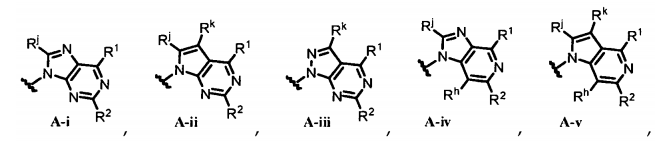 Rʲ N R¹
N N N
R²
A-i ,
Rᵏ
Rʲ R¹
N N N
R²
A-ii ,
Rᵏ
N R¹
N N N
R²
A-iii ,
Rʲ N R¹
N N
Rʰ R²
A-iv ,
Rᵏ
Rʲ R¹
N N
Rʰ R²
A-v ,